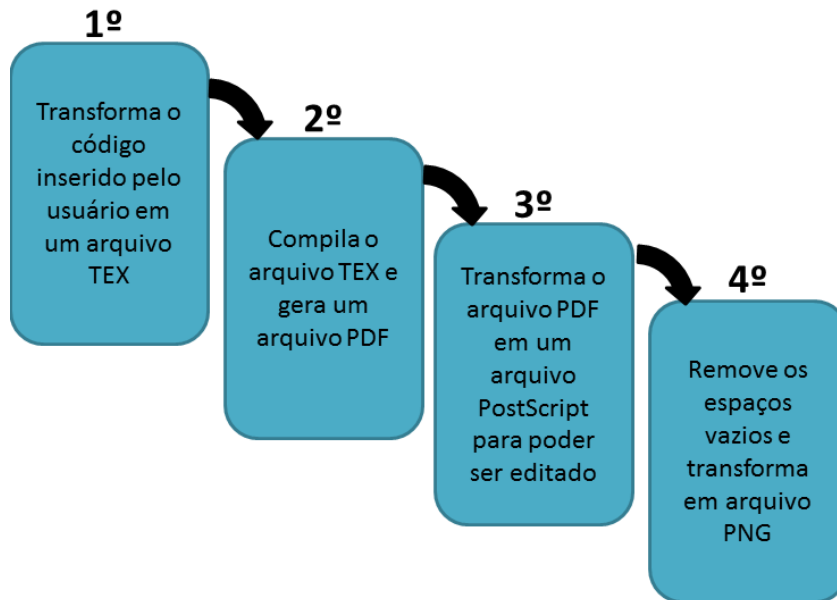 1º
Transforma o
código
inserido pelo
usuário em
um arquivo
TEX
2º
Compila o
arquivo TEX e
gera um
arquivo PDF
3º
Transforma o
arquivo PDF
em um
arquivo
PostScript
para poder
ser editado
4º
Remove os
espaços
vazios e
transforma
em arquivo
PNG